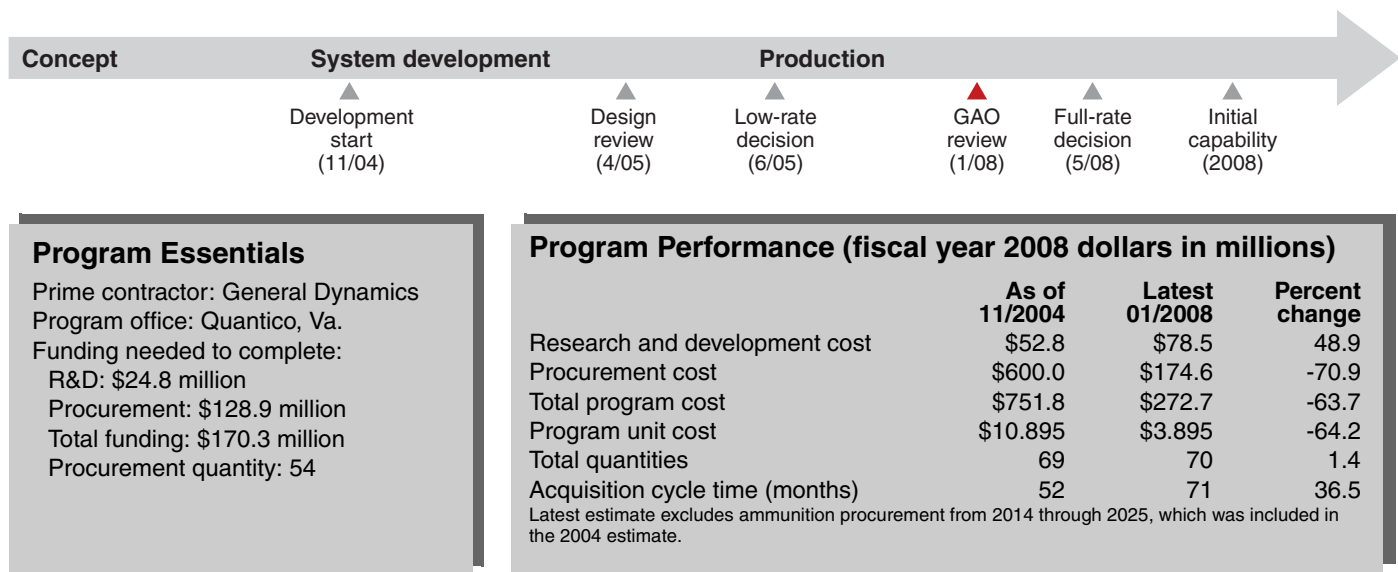 Concept System development Production
Development start (11/04)
Design review (4/05)
Low-rate decision (6/05)
GAO review (1/08)
Full-rate decision (5/08)
Initial capability (2008)
Program Essentials
Prime contractor: General Dynamics
Program office: Quantico, Va.
Funding needed to complete:
R&D: $24.8 million
Procurement: $128.9 million
Total funding: $170.3 million
Procurement quantity: 54
Program Performance (fiscal year 2008 dollars in millions)
As of 11/2004 Latest 01/2008 Percent change
Research and development cost $52.8 $78.5 48.9
Procurement cost $600.0 $174.6 -70.9
Total program cost $751.8 $272.7 -63.7
Program unit cost $10.895 $3.895 -64.2
Total quantities 69 70 1.4
Acquisition cycle time (months) 52 71 36.5
Latest estimate excludes ammunition procurement from 2014 through 2025, which was included in
the 2004 estimate.